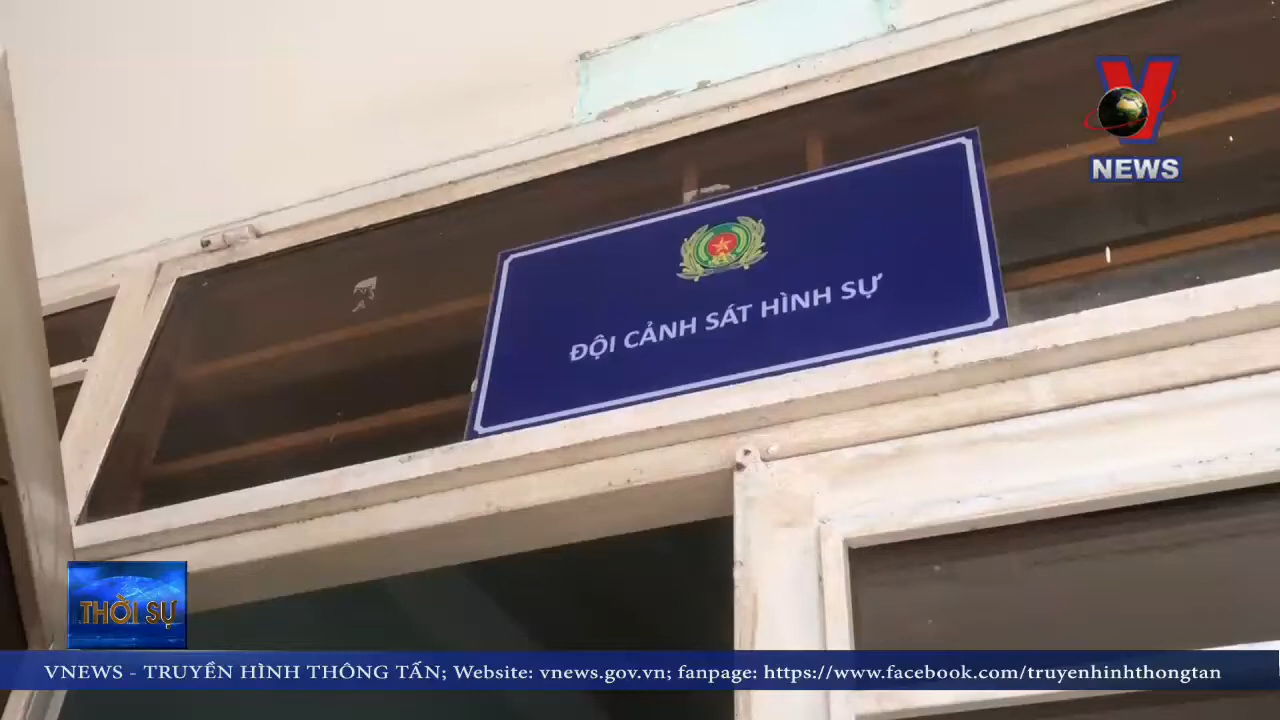 V
NEWS
ĐỘI CẢNH SÁT HÌNH SỰ
THỜI SỰ
VNEWS - TRUYỀN HÌNH THÔNG TẤN; Website: vnews.gov.vn; fanpage: https://www.facebook.com/truyenhinhthongtan